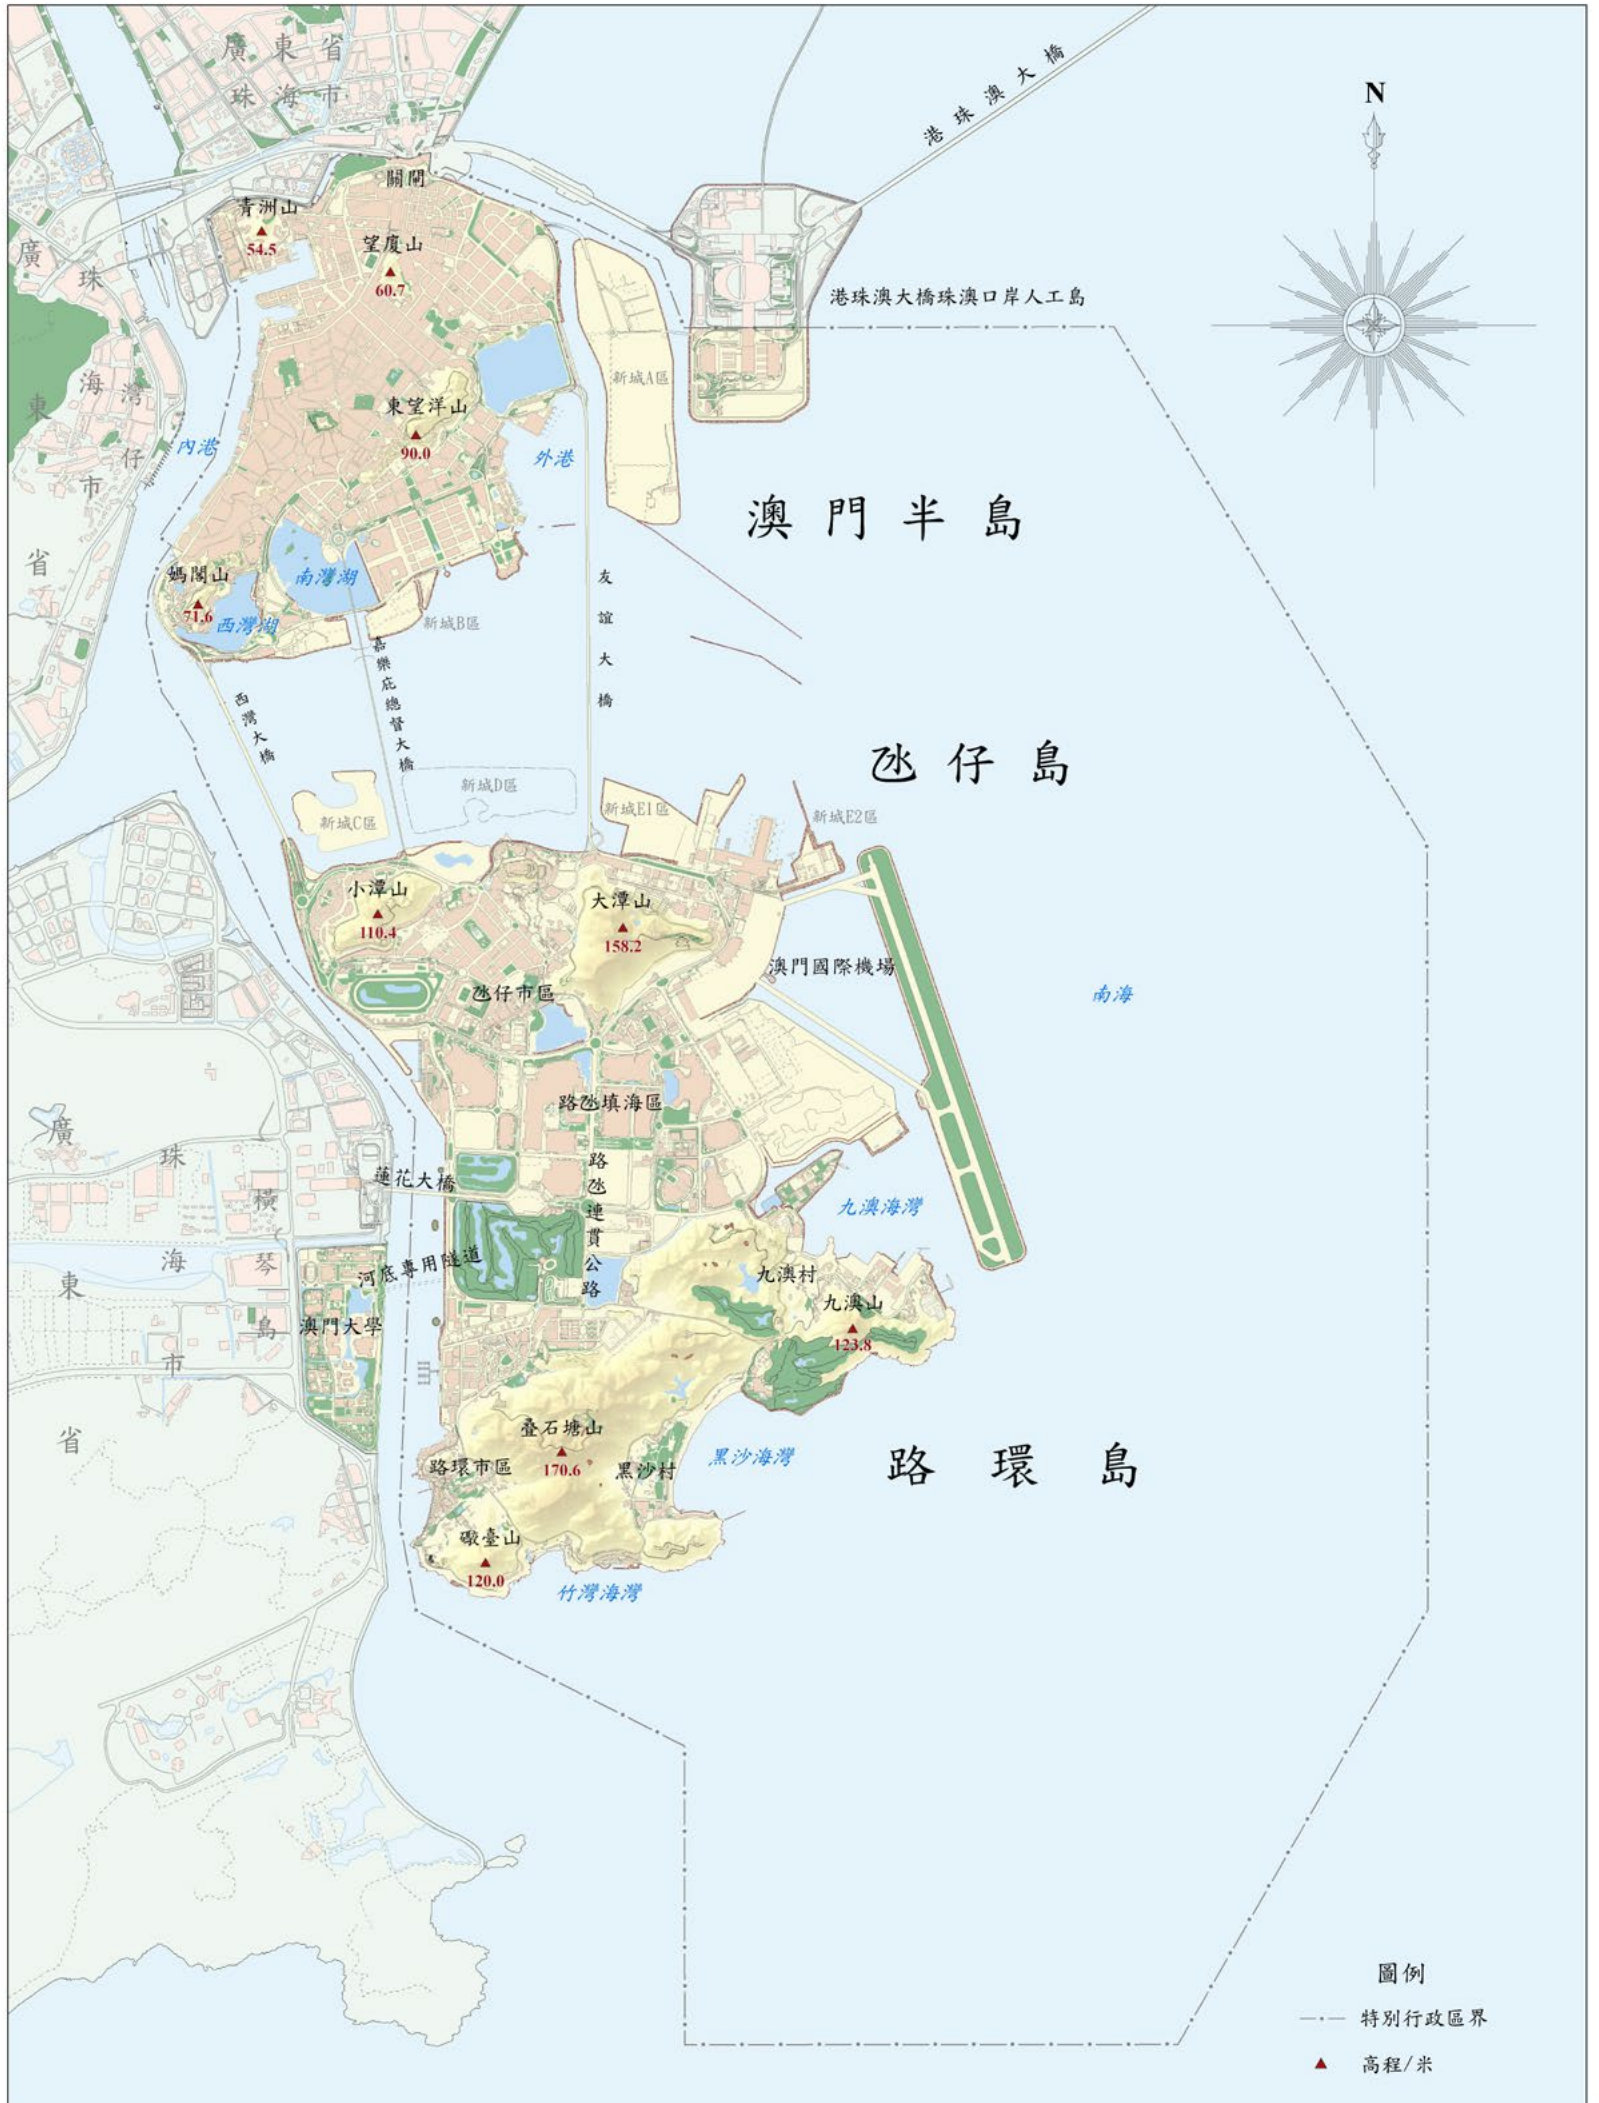 廣東省
珠海市
港珠澳大橋
N
關閘
青洲山
54.5
望廈山
60.7
廣東省
珠海市
灣仔
港珠澳大橋珠澳口岸人工島
新城A區
東望洋山
90.0
內港
外港
澳門半島
媽閣山
71.6
南灣湖
西灣湖
新城B區
友誼大橋
嘉樂庇總督大橋
西灣大橋
氹仔島
新城C區
新城D區
新城E1區
新城E2區
小潭山
110.4
大潭山
158.2
澳門國際機場
南海
氹仔市區
路氹填海區
廣東省
珠海市
橫琴島
蓮花大橋
路氹連貫公路
九澳海灣
河底專用隧道
澳門大學
九澳村
九澳山
123.8
疊石塘山
170.6
路環市區
黑沙村
黑沙海灣
路環島
礮臺山
120.0
竹灣海灣
圖例
特別行政區界
高程/米